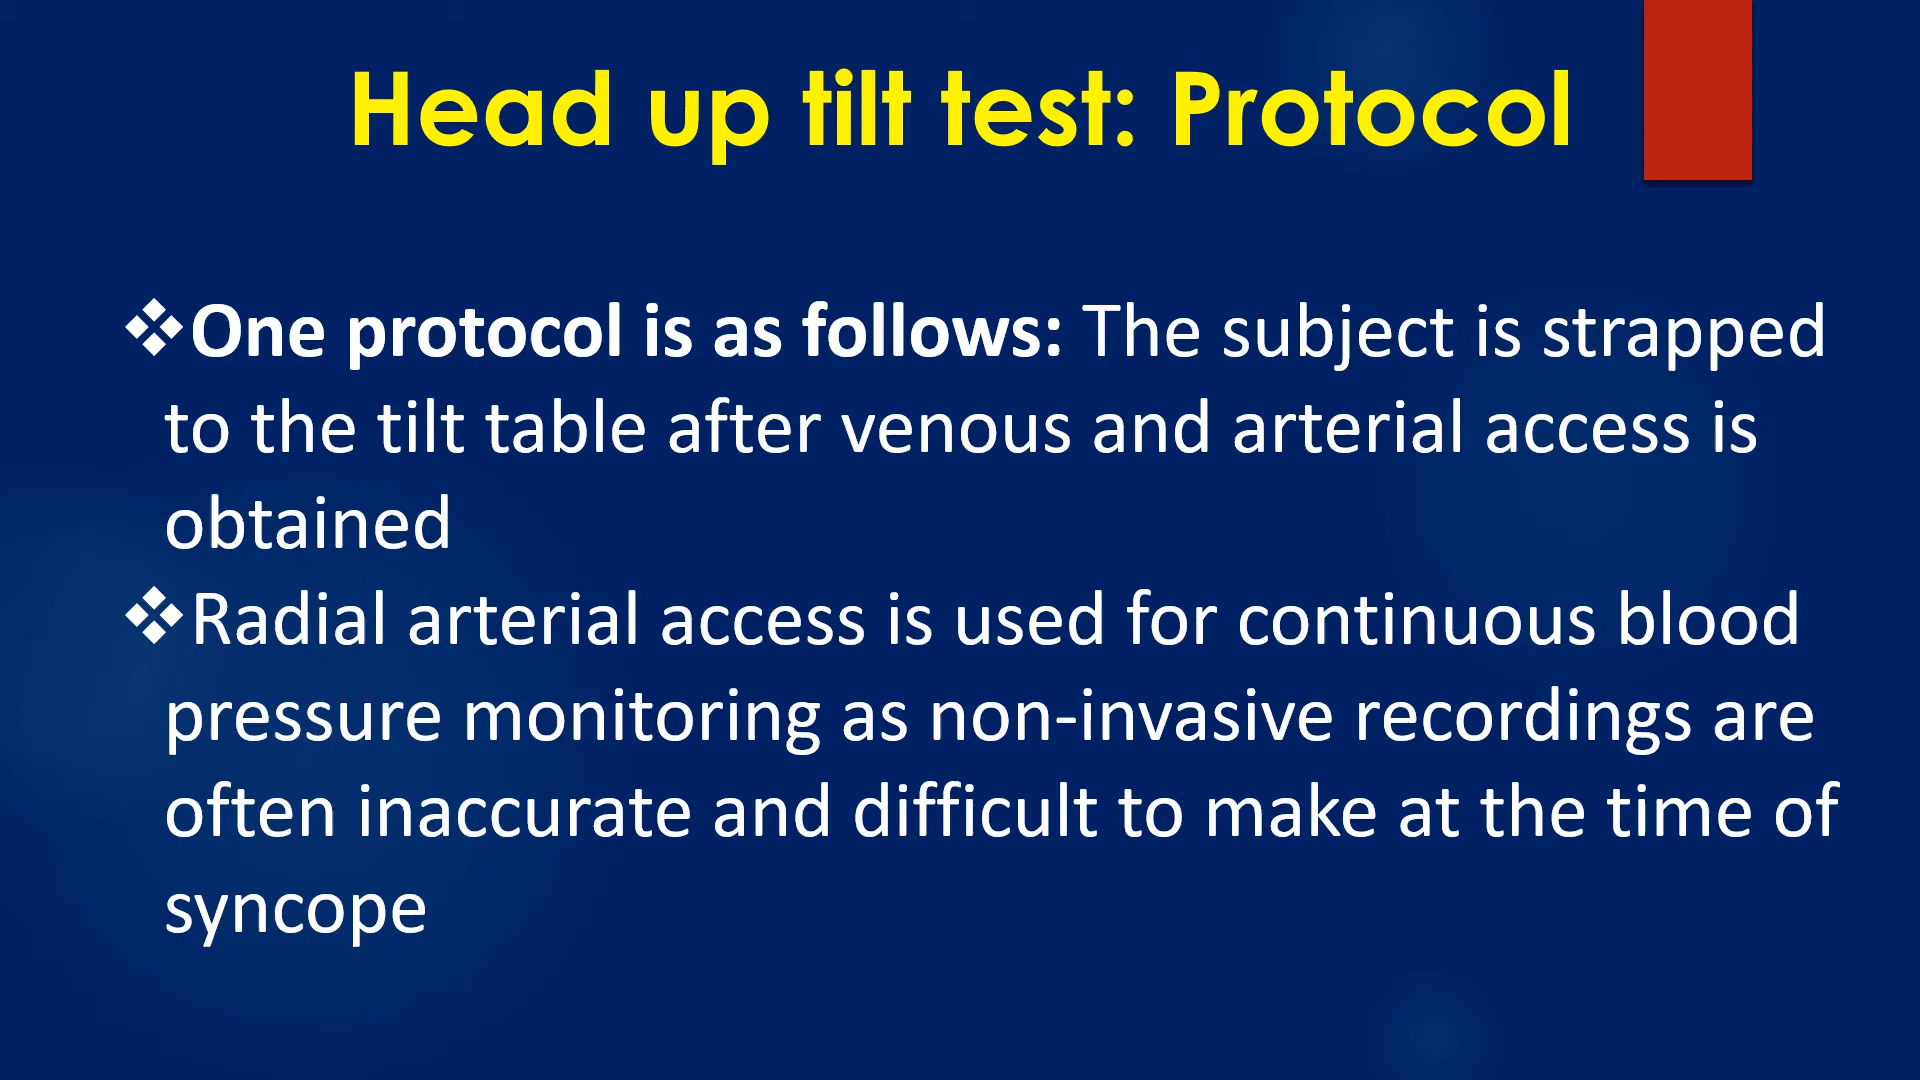 Head up tilt test: Protocol
❖One protocol is as follows: The subject is strapped
to the tilt table after venous and arterial access is
obtained
❖Radial arterial access is used for continuous blood
pressure monitoring as non-invasive recordings are
often inaccurate and difficult to make at the time of
syncope